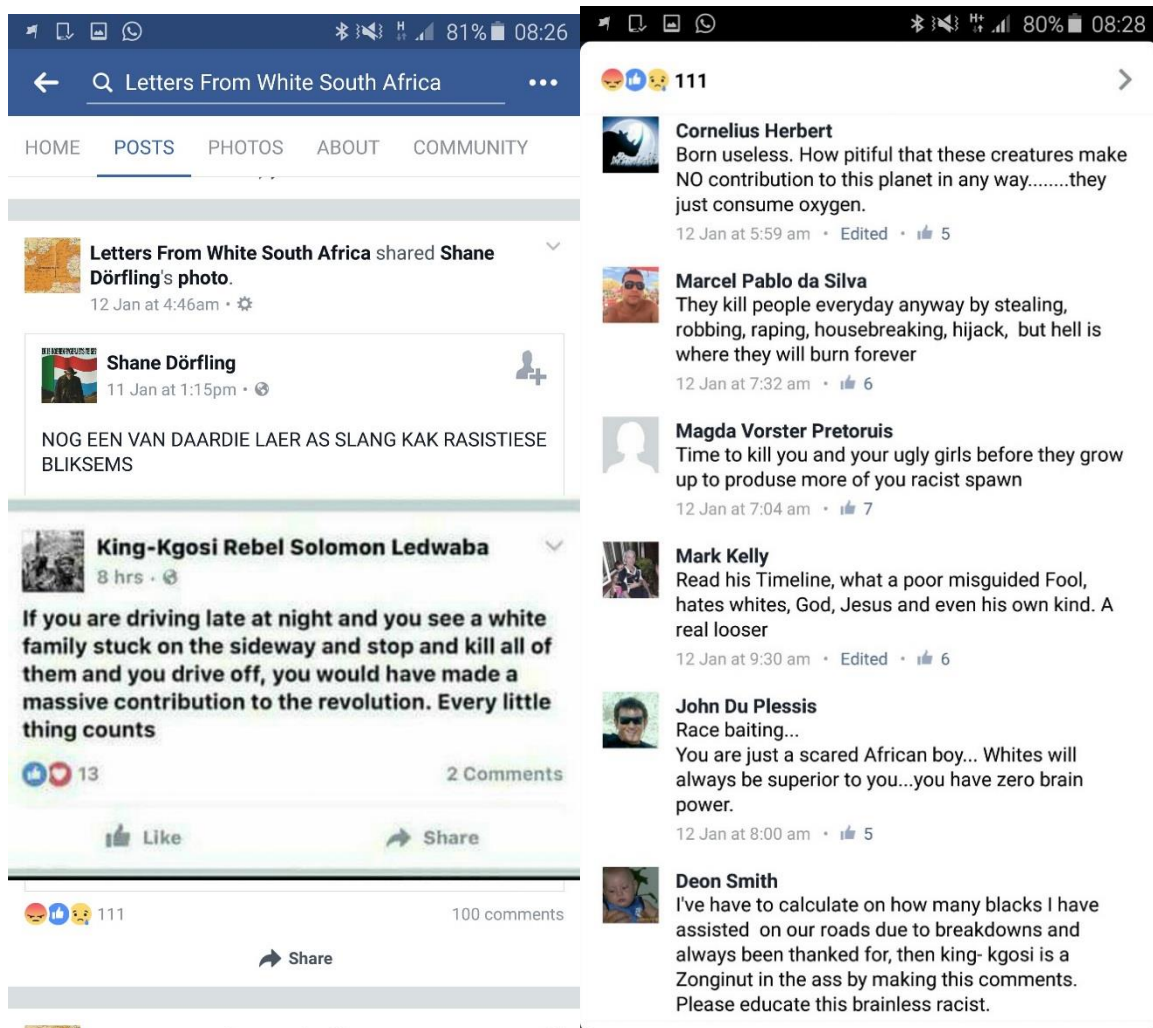 81% 08:26
Letters From White South Africa
HOME POSTS PHOTOS ABOUT COMMUNITY
Letters From White South Africa shared Shane
Dörfling's photo.
12 Jan at 4:46am
Shane Dörfling
11 Jan at 1:15pm
NOG EEN VAN DAARDIE LAER AS SLANG KAK RASISTIESE
BLIKSEMS
King-Kgosi Rebel Solomon Ledwaba
8 hrs
If you are driving late at night and you see a white
family stuck on the sideway and stop and kill all of
them and you drive off, you would have made a
massive contribution to the revolution. Every little
thing counts
13 2 Comments
Like Share
111 100 comments
Share
H+ 80% 08:28
111
Cornelius Herbert
Born useless. How pitiful that these creatures make
NO contribution to this planet in any way........they
just consume oxygen.
12 Jan at 5:59 am • Edited • 5
Marcel Pablo da Silva
They kill people everyday anyway by stealing,
robbing, raping, housebreaking, hijack, but hell is
where they will burn forever
12 Jan at 7:32 am • 6
Magda Vorster Pretoruis
Time to kill you and your ugly girls before they grow
up to produse more of you racist spawn
12 Jan at 7:04 am • 7
Mark Kelly
Read his Timeline, what a poor misguided Fool,
hates whites, God, Jesus and even his own kind. A
real looser
12 Jan at 9:30 am • Edited • 6
John Du Plessis
Race baiting...
You are just a scared African boy... Whites will
always be superior to you...you have zero brain
power.
12 Jan at 8:00 am • 5
Deon Smith
I've have to calculate on how many blacks I have
assisted on our roads due to breakdowns and
always been thanked for, then king- kgosi is a
Zonginut in the ass by making this comments.
Please educate this brainless racist.